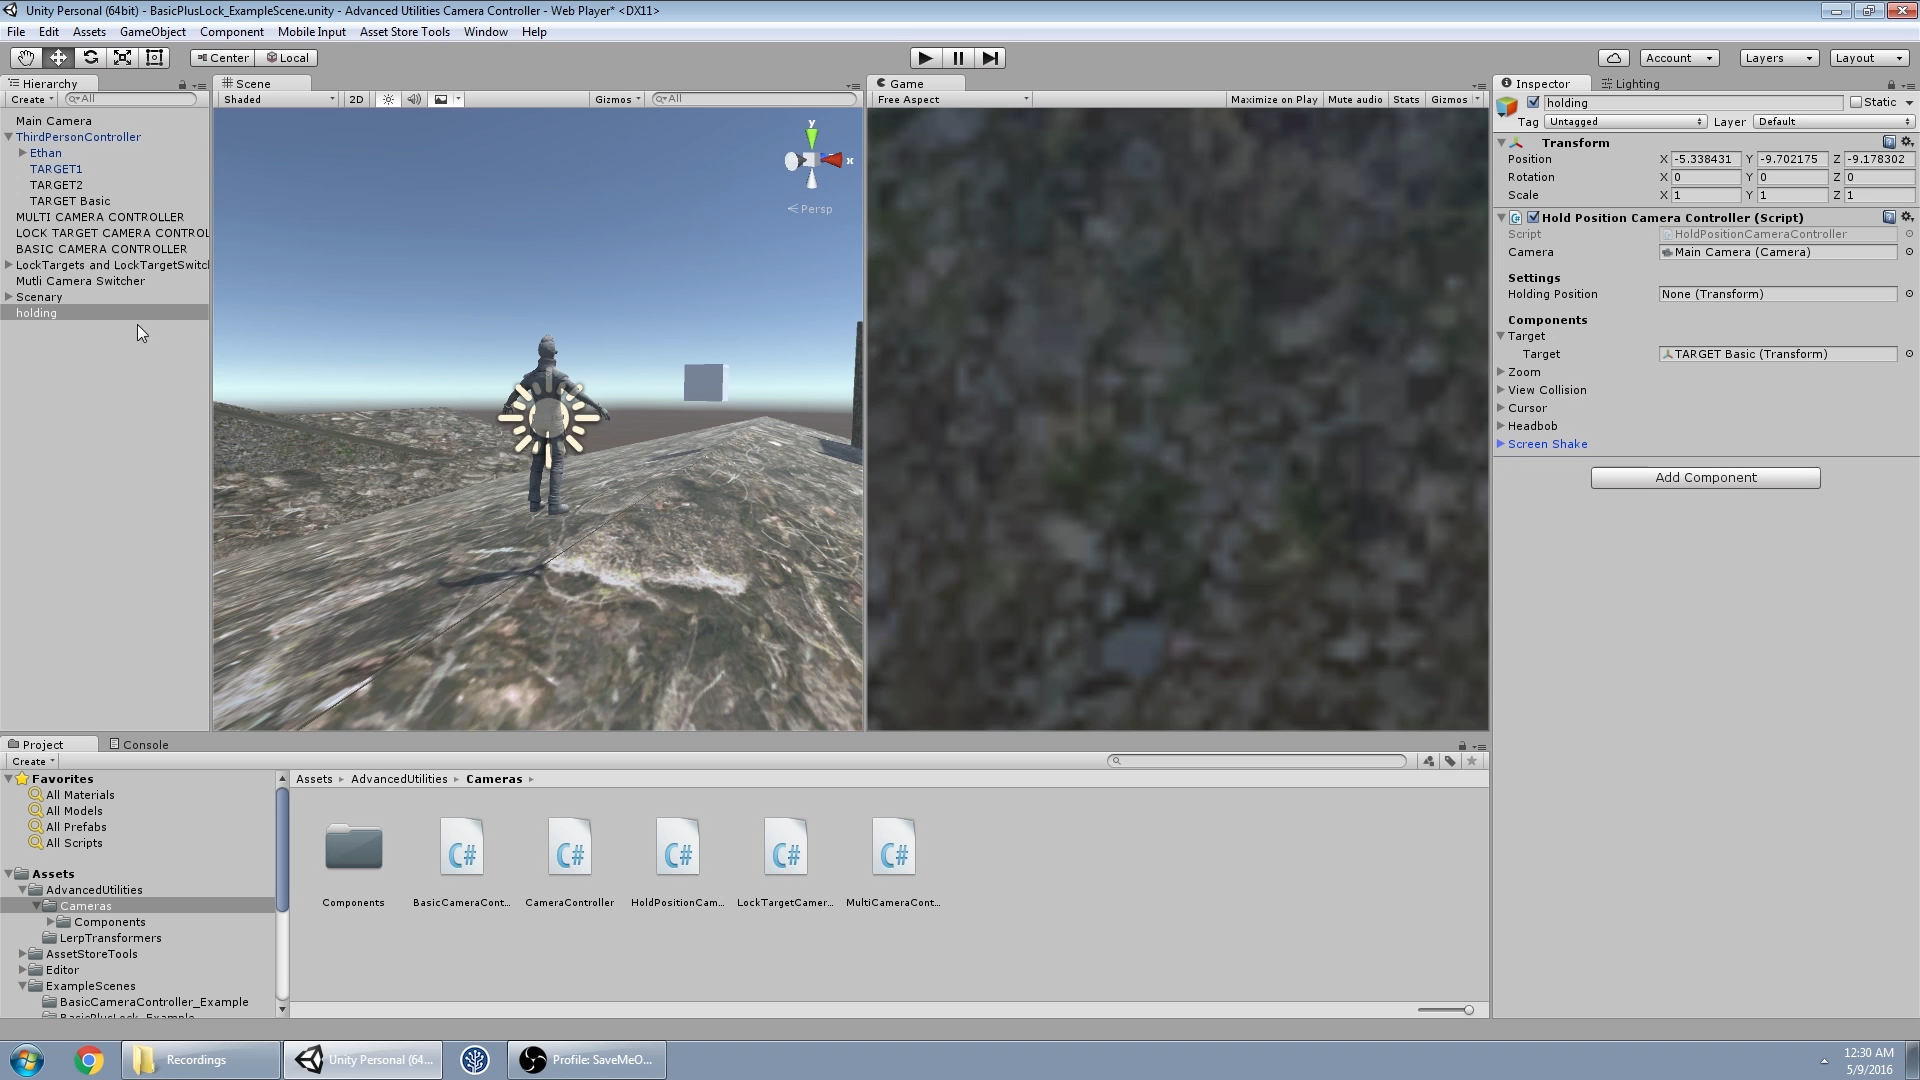 Unity Personal (64bit) - BasicPlusLock_ExampleScene.unity - Advanced Utilities Camera Controller - Web Player* <DX11>
File Edit Assets GameObject Component Mobile Input Asset Store Tools Window Help
Center Local Account Layers Layout
Hierarchy
Create All
Main Camera
ThirdPersonController
Ethan
TARGET1
TARGET2
TARGET Basic
MULTI CAMERA CONTROLLER
LOCK TARGET CAMERA CONTROL
BASIC CAMERA CONTROLLER
LockTargets and LockTargetSwitch
Mutli Camera Switcher
Scenary
holding
Scene
Shaded 2D Gizmos All
y
x
Persp
Game
Free Aspect Maximize on Play Mute audio Stats Gizmos
Inspector Lighting
holding Static
Tag Untagged Layer Default
Transform
Position X -5.338431 Y -9.702175 Z -9.178302
Rotation X 0 Y 0 Z 0
Scale X 1 Y 1 Z 1
Hold Position Camera Controller (Script)
Script HoldPositionCameraController
Camera Main Camera (Camera)
Settings
Holding Position None (Transform)
Components
Target
Target TARGET Basic (Transform)
Zoom
View Collision
Cursor
Headbob
Screen Shake
Add Component
Project Console
Create
Favorites
All Materials
All Models
All Prefabs
All Scripts
Assets
AdvancedUtilities
Cameras
Components
LerpTransformers
AssetStoreTools
Editor
ExampleScenes
BasicCameraController_Example
BasicPlusLock_Example
Assets AdvancedUtilities Cameras
C# C# C# C# C#
Components BasicCameraCont... CameraController HoldPositionCam... LockTargetCamer... MultiCameraCont...
Recordings Unity Personal (64... Profile: SaveMeO...
12:30 AM
5/9/2016